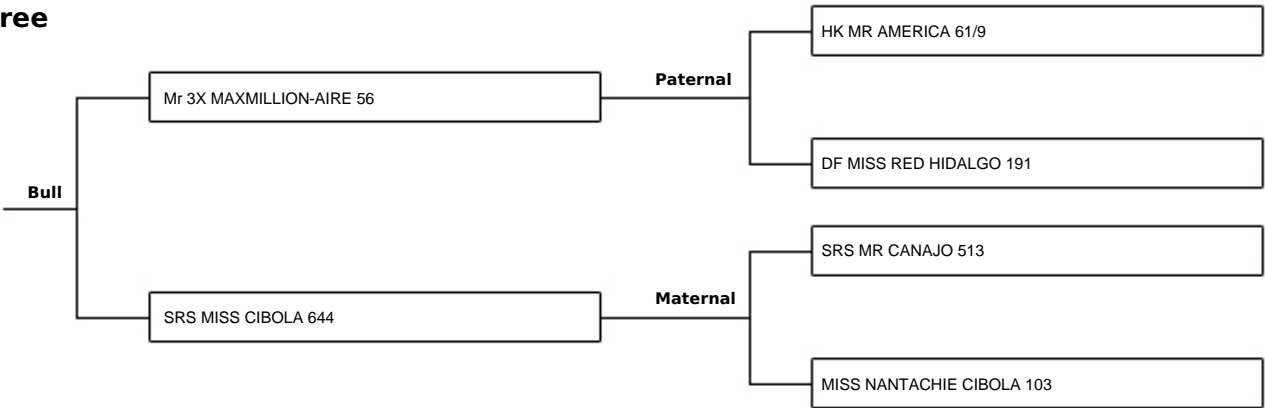 ree
HK MR AMERICA 61/9
Paternal
Mr 3X MAXMILLION-AIRE 56
DF MISS RED HIDALGO 191
Bull
SRS MR CANAJO 513
Maternal
SRS MISS CIBOLA 644
MISS NANTACHIE CIBOLA 103